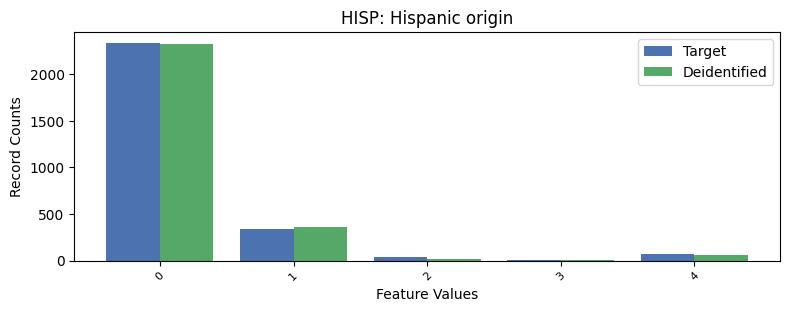 HISP: Hispanic origin
Target
Deidentified
Record Counts
2000
1500
1000
500
0
0
1
2
3
4
Feature Values